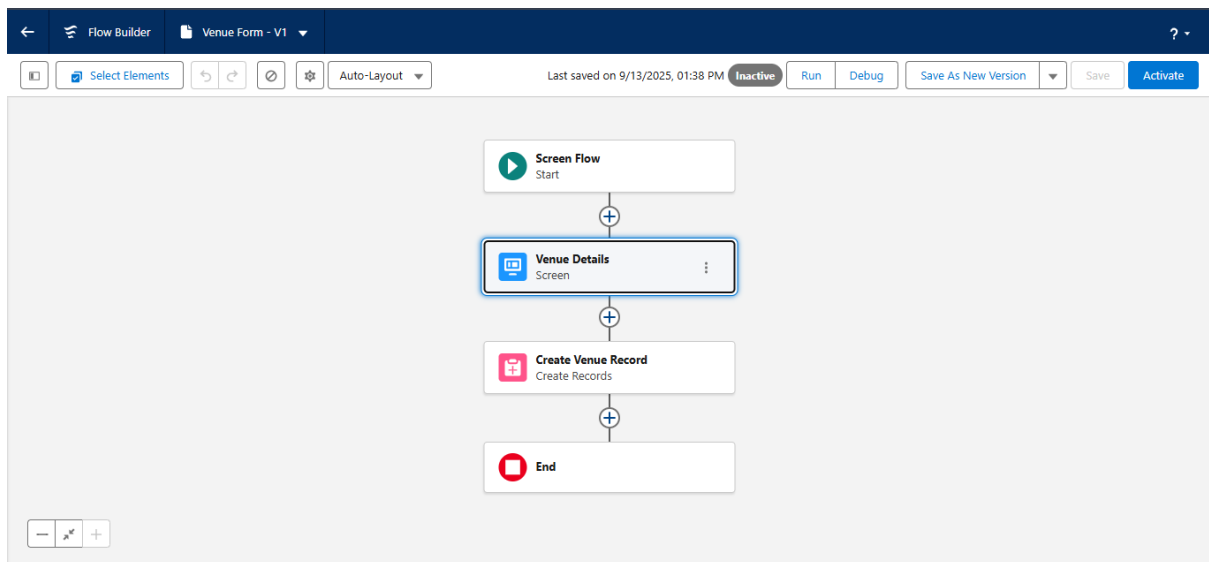 Flow Builder
Venue Form - V1
?
Select Elements
Auto-Layout
Last saved on 9/13/2025, 01:38 PM
Inactive
Run
Debug
Save As New Version
Save
Activate
Screen Flow
Start
Venue Details
Screen
Create Venue Record
Create Records
End